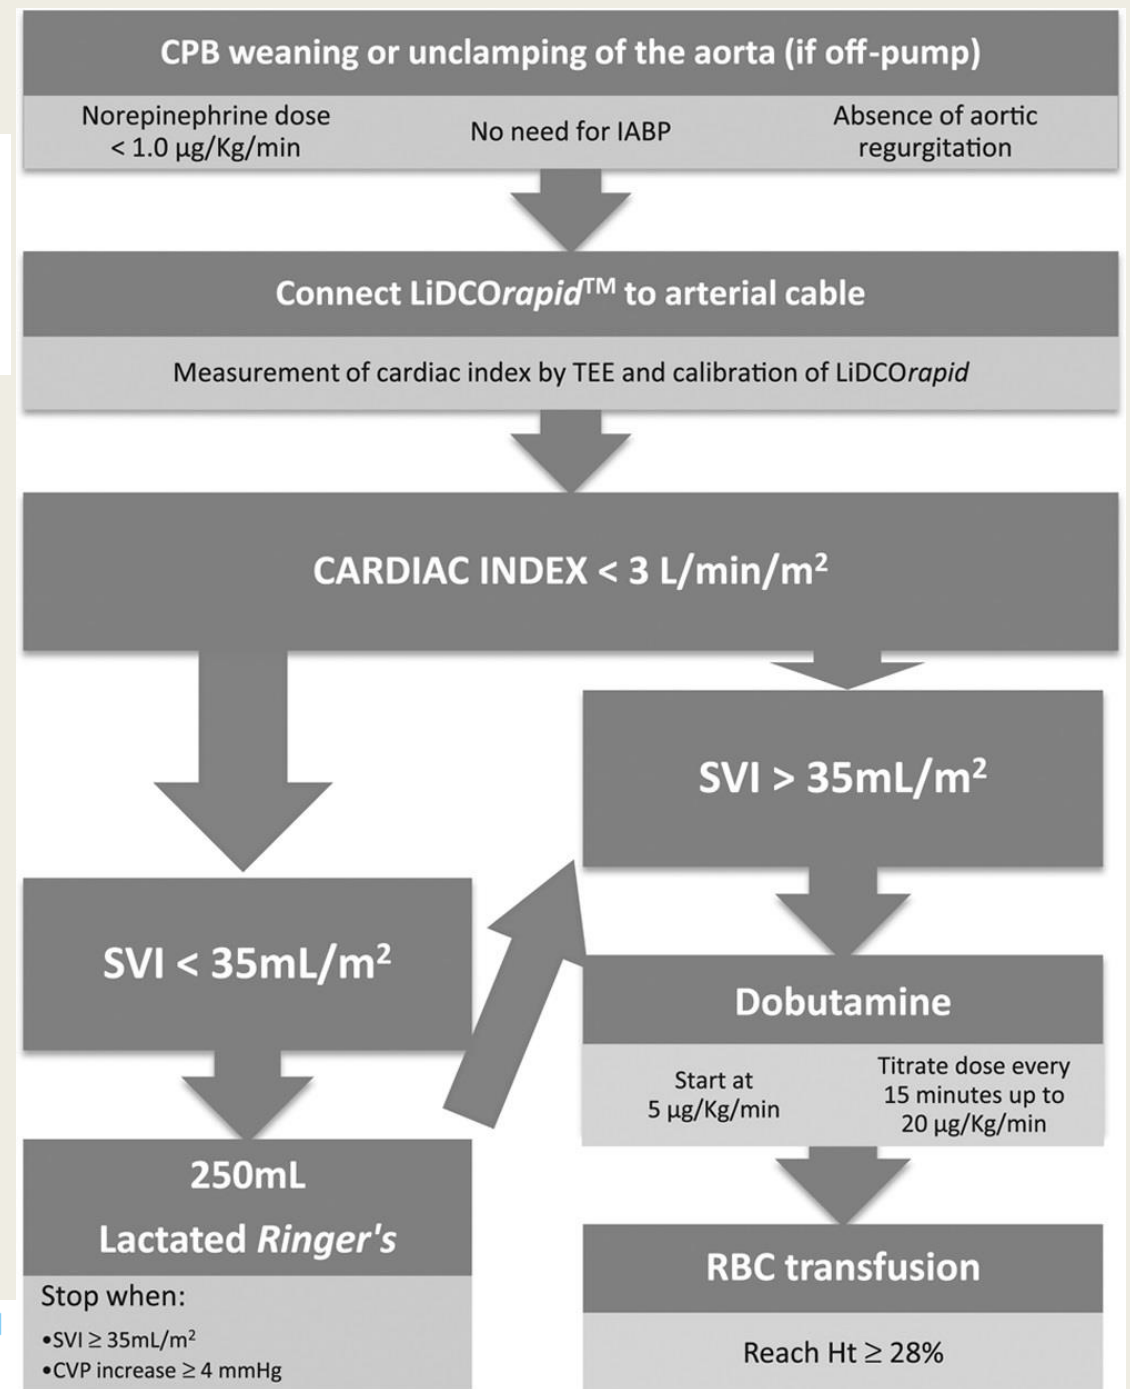 CPB weaning or unclamping of the aorta (if off-pump)
Norepinephrine dose
< 1.0 µg/Kg/min
No need for IABP
Absence of aortic
regurgitation
Connect LiDCOrapid™ to arterial cable
Measurement of cardiac index by TEE and calibration of LiDCOrapid
CARDIAC INDEX < 3 L/min/m²
SVI > 35mL/m²
SVI < 35mL/m²
Dobutamine
Start at
5 µg/Kg/min
Titrate dose every
15 minutes up to
20 µg/Kg/min
250mL
Lactated Ringer's
Stop when:
•SVI ≥ 35mL/m²
•CVP increase ≥ 4 mmHg
RBC transfusion
Reach Ht ≥ 28%